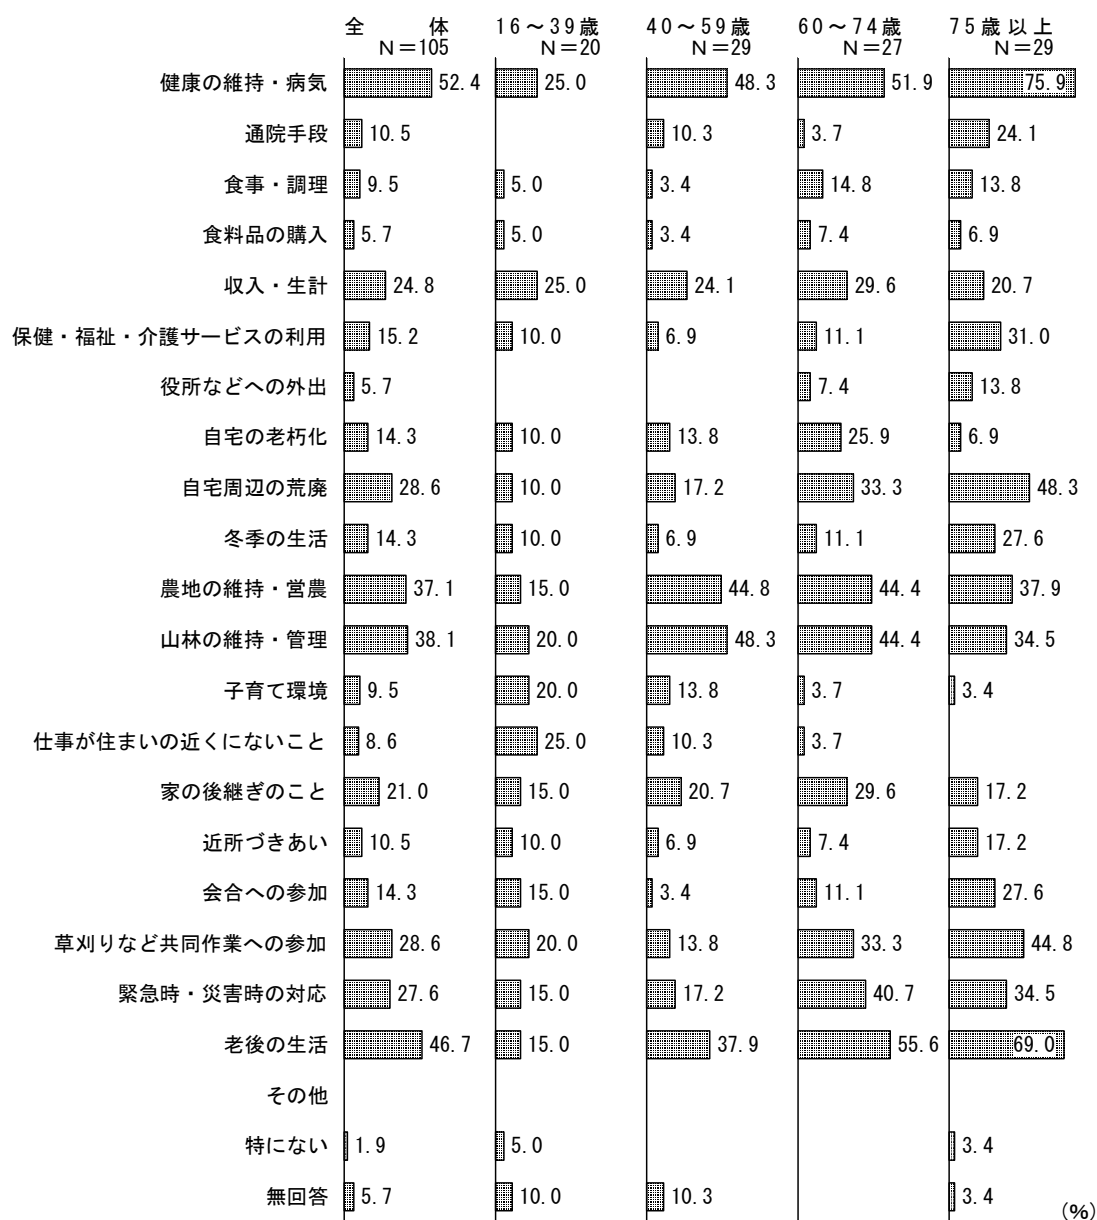 全　体 16～39歳 40～59歳 60～74歳 75歳以上
N＝105 N＝20 N＝29 N＝27 N＝29
健康の維持・病気 52.4 25.0 48.3 51.9 75.9
通院手段 10.5 10.3 3.7 24.1
食事・調理 9.5 5.0 3.4 14.8 13.8
食料品の購入 5.7 5.0 3.4 7.4 6.9
収入・生計 24.8 25.0 24.1 29.6 20.7
保健・福祉・介護サービスの利用 15.2 10.0 6.9 11.1 31.0
役所などへの外出 5.7 7.4 13.8
自宅の老朽化 14.3 10.0 13.8 25.9 6.9
自宅周辺の荒廃 28.6 10.0 17.2 33.3 48.3
冬季の生活 14.3 10.0 6.9 11.1 27.6
農地の維持・営農 37.1 15.0 44.8 44.4 37.9
山林の維持・管理 38.1 20.0 48.3 44.4 34.5
子育て環境 9.5 20.0 13.8 3.7 3.4
仕事が住まいの近くにないこと 8.6 25.0 10.3 3.7
家の後継ぎのこと 21.0 15.0 20.7 29.6 17.2
近所づきあい 10.5 10.0 6.9 7.4 17.2
会合への参加 14.3 15.0 3.4 11.1 27.6
草刈りなど共同作業への参加 28.6 20.0 13.8 33.3 44.8
緊急時・災害時の対応 27.6 15.0 17.2 40.7 34.5
老後の生活 46.7 15.0 37.9 55.6 69.0
その他
特にない 1.9 5.0 3.4
無回答 5.7 10.0 10.3 3.4
(%)